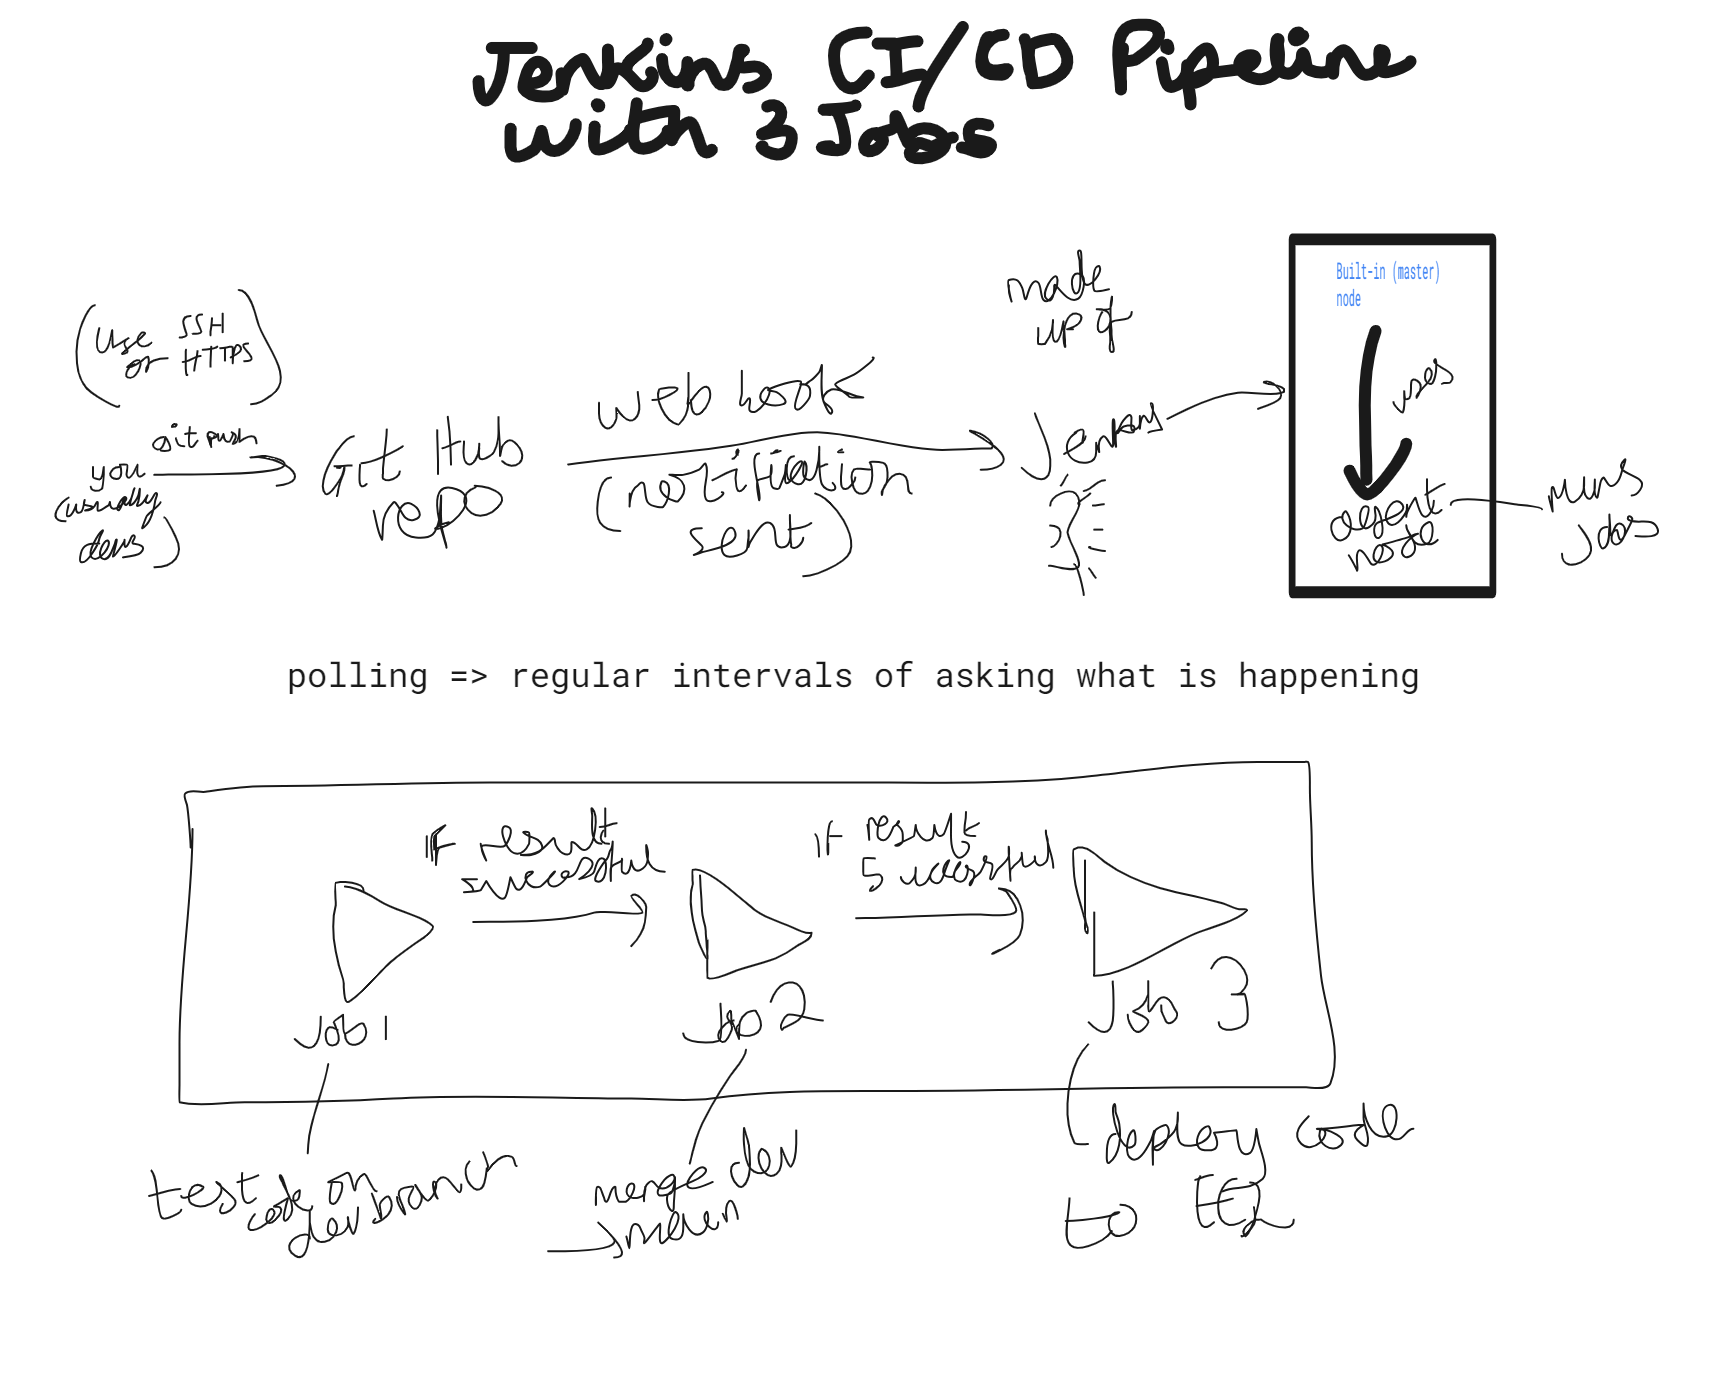 Jenkins CI/CD Pipeline
with 3 Jobs
(use SSH
or HTTPS)
git push
you
(usually
devs)
GitHub
repo
web hook
(notification
sent)
made
up of
Jenkins
Built-in (master)
node
uses
agent
node
runs
jobs
polling => regular intervals of asking what is happening
if result
successful
if result
successful
Job 1
Job 2
Job 3
test
code on
dev branch
merge dev
main
deploy code
to EC2